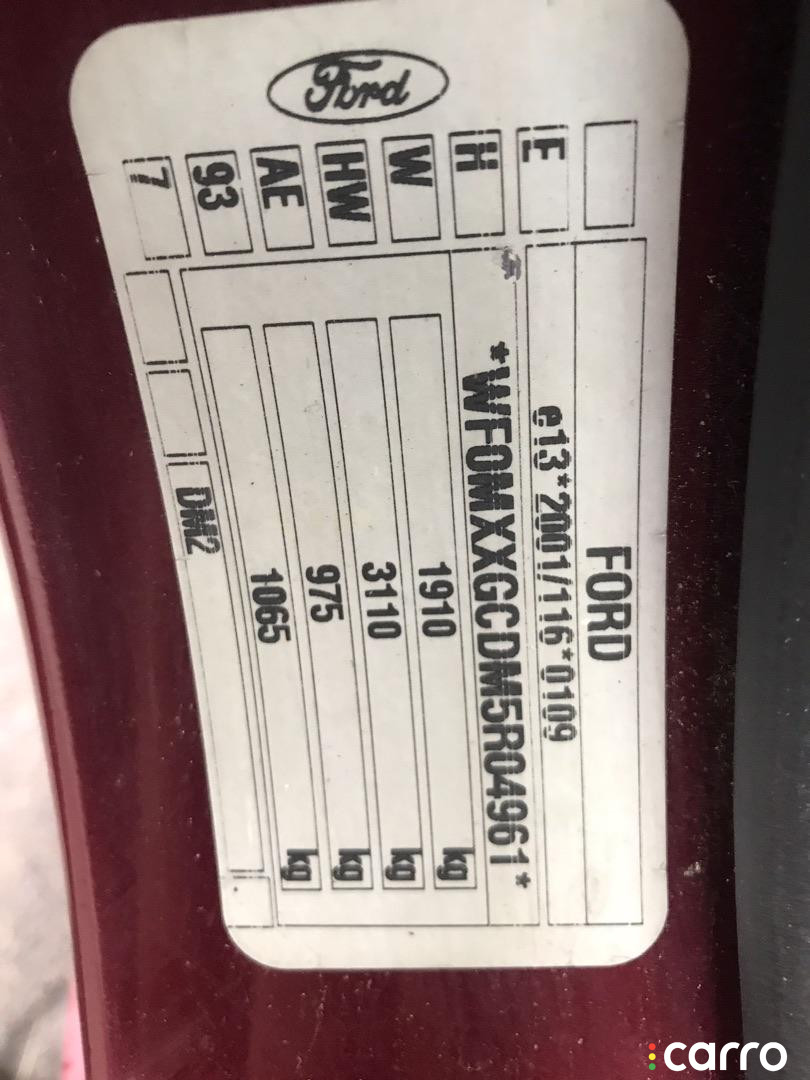 Ford
FORD
e13*2001/116*0109
*WF0MXXGCDM5R04961*
1910 kg
3110 kg
975 kg
1065 kg
DM2
E
H
W
HW
AE
93
7
carro